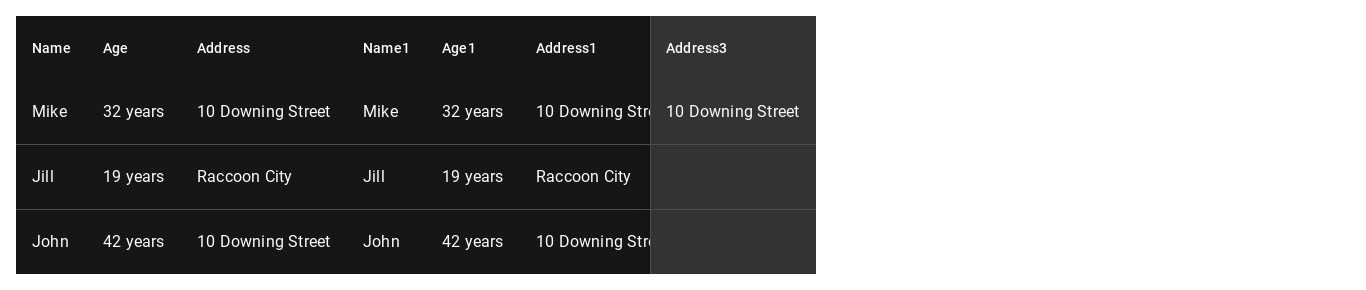 Name Age Address Name1 Age1 Address1 Address3
Mike 32 years 10 Downing Street Mike 32 years 10 Downing Str 10 Downing Street
Jill 19 years Raccoon City Jill 19 years Raccoon City
John 42 years 10 Downing Street John 42 years 10 Downing Str